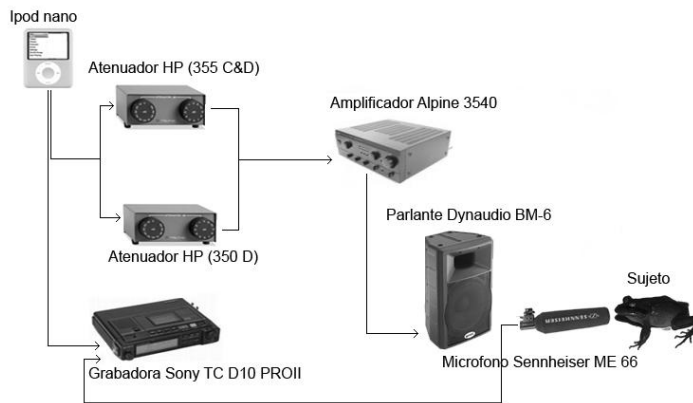 Ipod nano
Atenuador HP (355 C&D)
Amplificador Alpine 3540
Atenuador HP (350 D)
Parlante Dynaudio BM-6
Sujeto
SENNHEISER
Microfono Sennheiser ME 66
Grabadora Sony TC D10 PROII